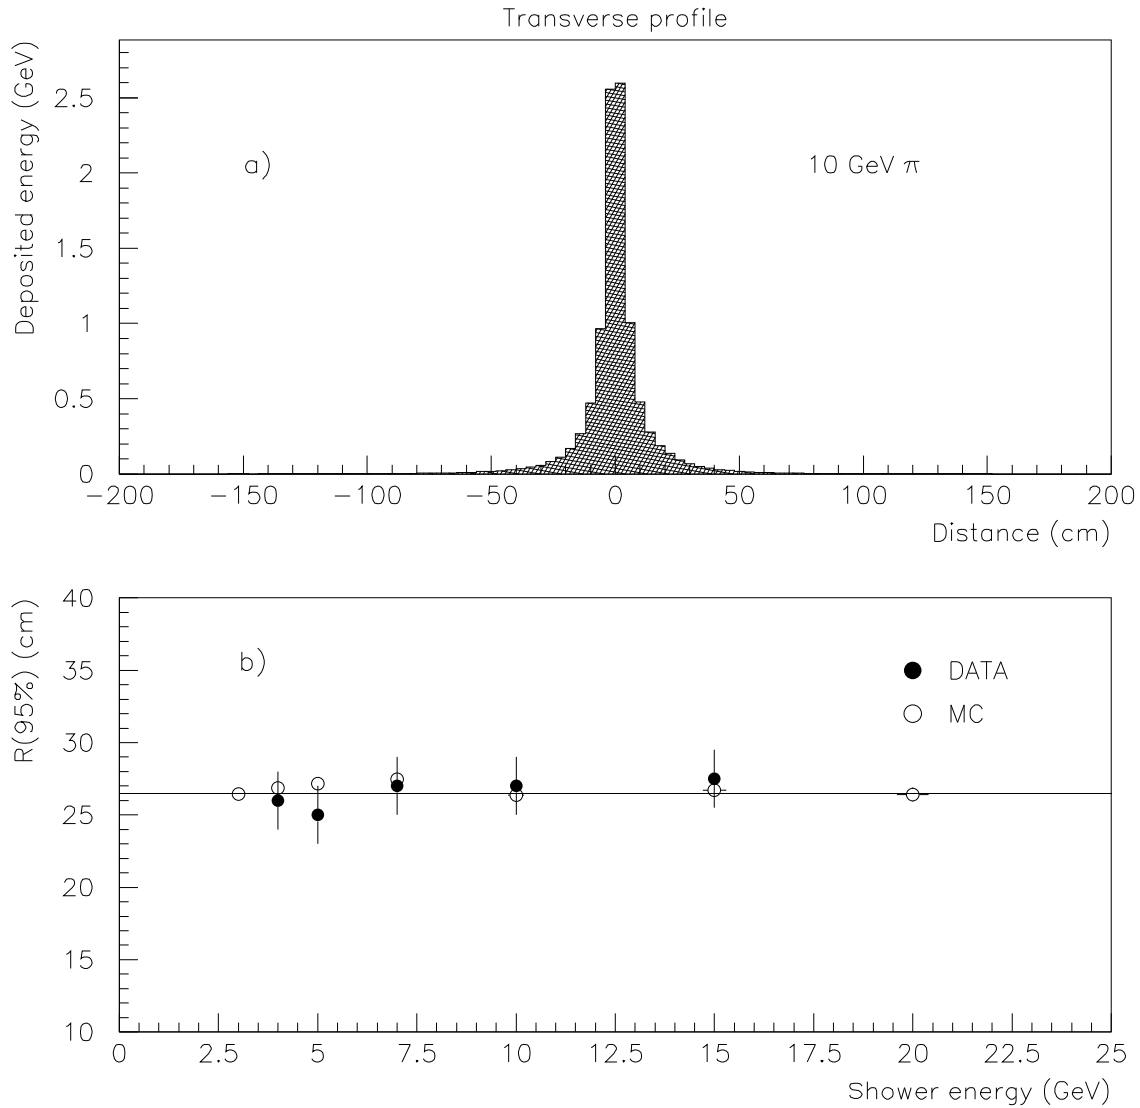 Transverse profile
Deposited energy (GeV)
2.5
2
1.5
1
0.5
0
a)
10 GeV π
−200 −150 −100 −50 0 50 100 150 200
Distance (cm)
R(95%) (cm)
40
35
30
25
20
15
10
b)
DATA
MC
0 2.5 5 7.5 10 12.5 15 17.5 20 22.5 25
Shower energy (GeV)